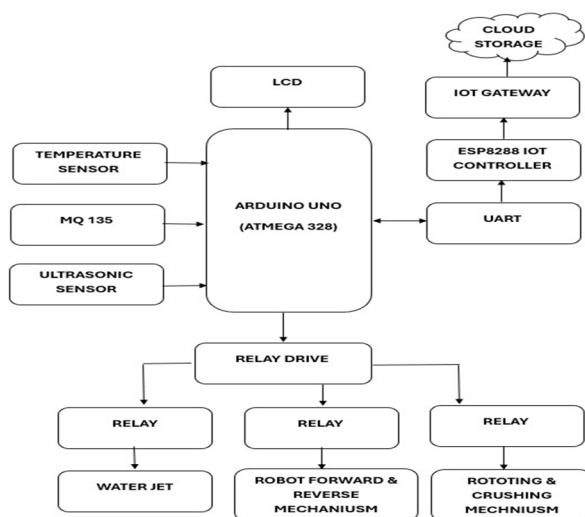 CLOUD
STORAGE
LCD
IOT GATEWAY
TEMPERATURE
SENSOR
ESP8288 IOT
CONTROLLER
ARDUINO UNO
(ATMEGA 328)
MQ 135
UART
ULTRASONIC
SENSOR
RELAY DRIVE
RELAY
RELAY
RELAY
WATER JET
ROBOT FORWARD &
REVERSE
MECHANIUSM
ROTOTING &
CRUSHING
MECHNIUSM